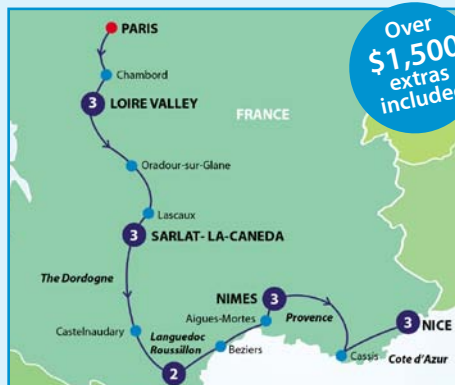 Over
$1,500
extras
included
PARIS
Chambord
3 LOIRE VALLEY
FRANCE
Oradour-sur-Glane
Lascaux
3 SARLAT- LA-CANEDA
The Dordogne
NIMES 3
Aigues-Mortes
Provence
3 NICE
Castelnaudary
Languedoc
Roussillon
Beziers
Cassis
Cote d'Azur
2